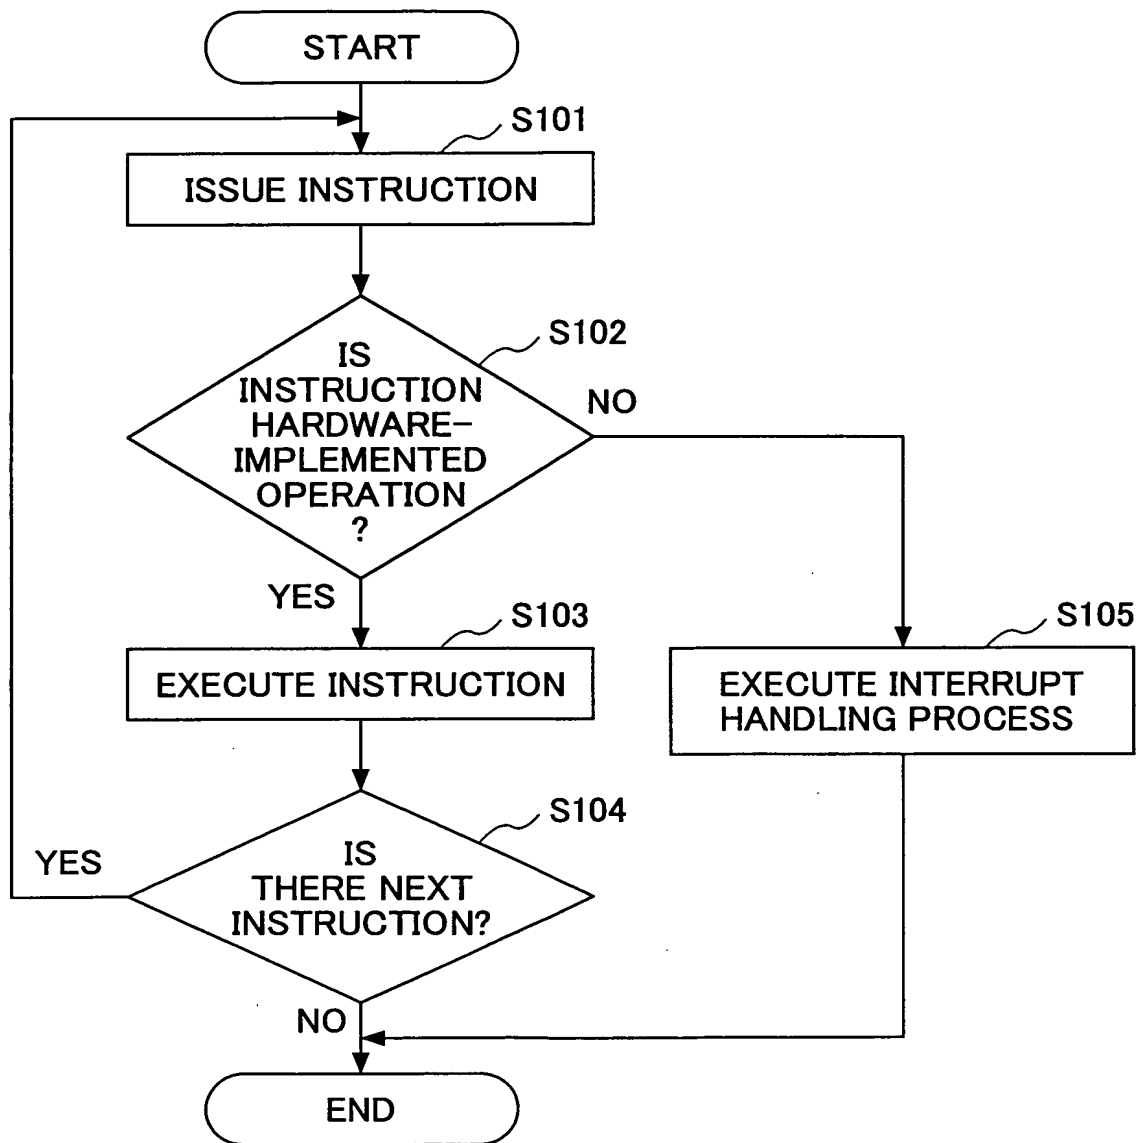 START
S101
ISSUE INSTRUCTION
S102
IS
INSTRUCTION
HARDWARE-
IMPLEMENTED
OPERATION
?
NO
YES
S103
EXECUTE INSTRUCTION
S105
EXECUTE INTERRUPT
HANDLING PROCESS
S104
YES
IS
THERE NEXT
INSTRUCTION?
NO
END